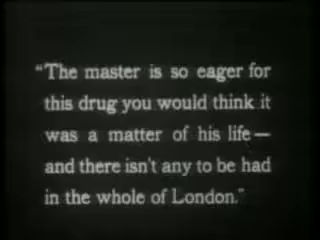 "The master is so eager for
this drug you would think it
was a matter of his life—
and there isn't any to be had
in the whole of London."